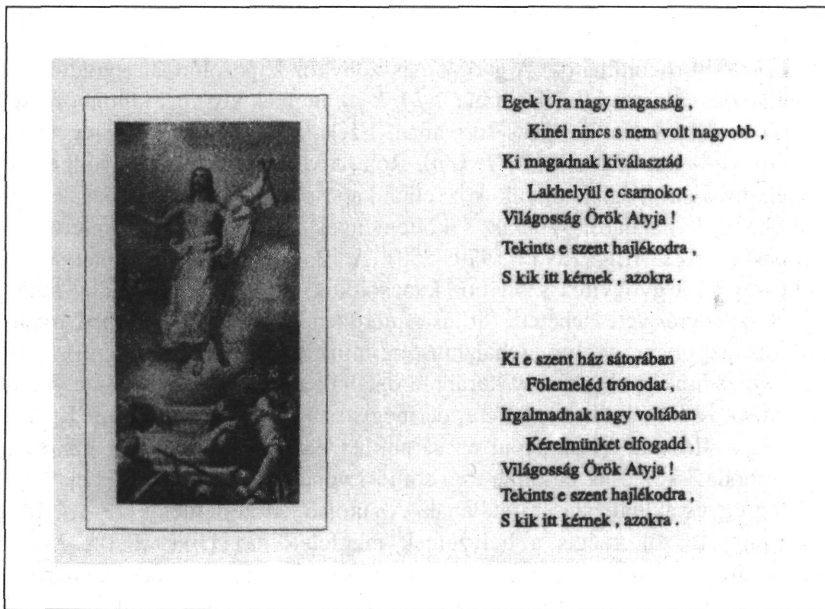 Egek Ura nagy magasság ,
Kinél nincs s nem volt nagyobb ,
Ki magadnak kiválasztád
Lakhelyül e csarnokot ,
Világosság Örök Atyja !
Tekints e szent hajlékodra ,
S kik itt kérnek , azokra .
Ki e szent ház sátorában
Fölemeléd trónodat ,
Irgalmadnak nagy voltában
Kérelmünket elfogadd .
Világosság Örök Atyja !
Tekints e szent hajlékodra ,
S kik itt kérnek , azokra .